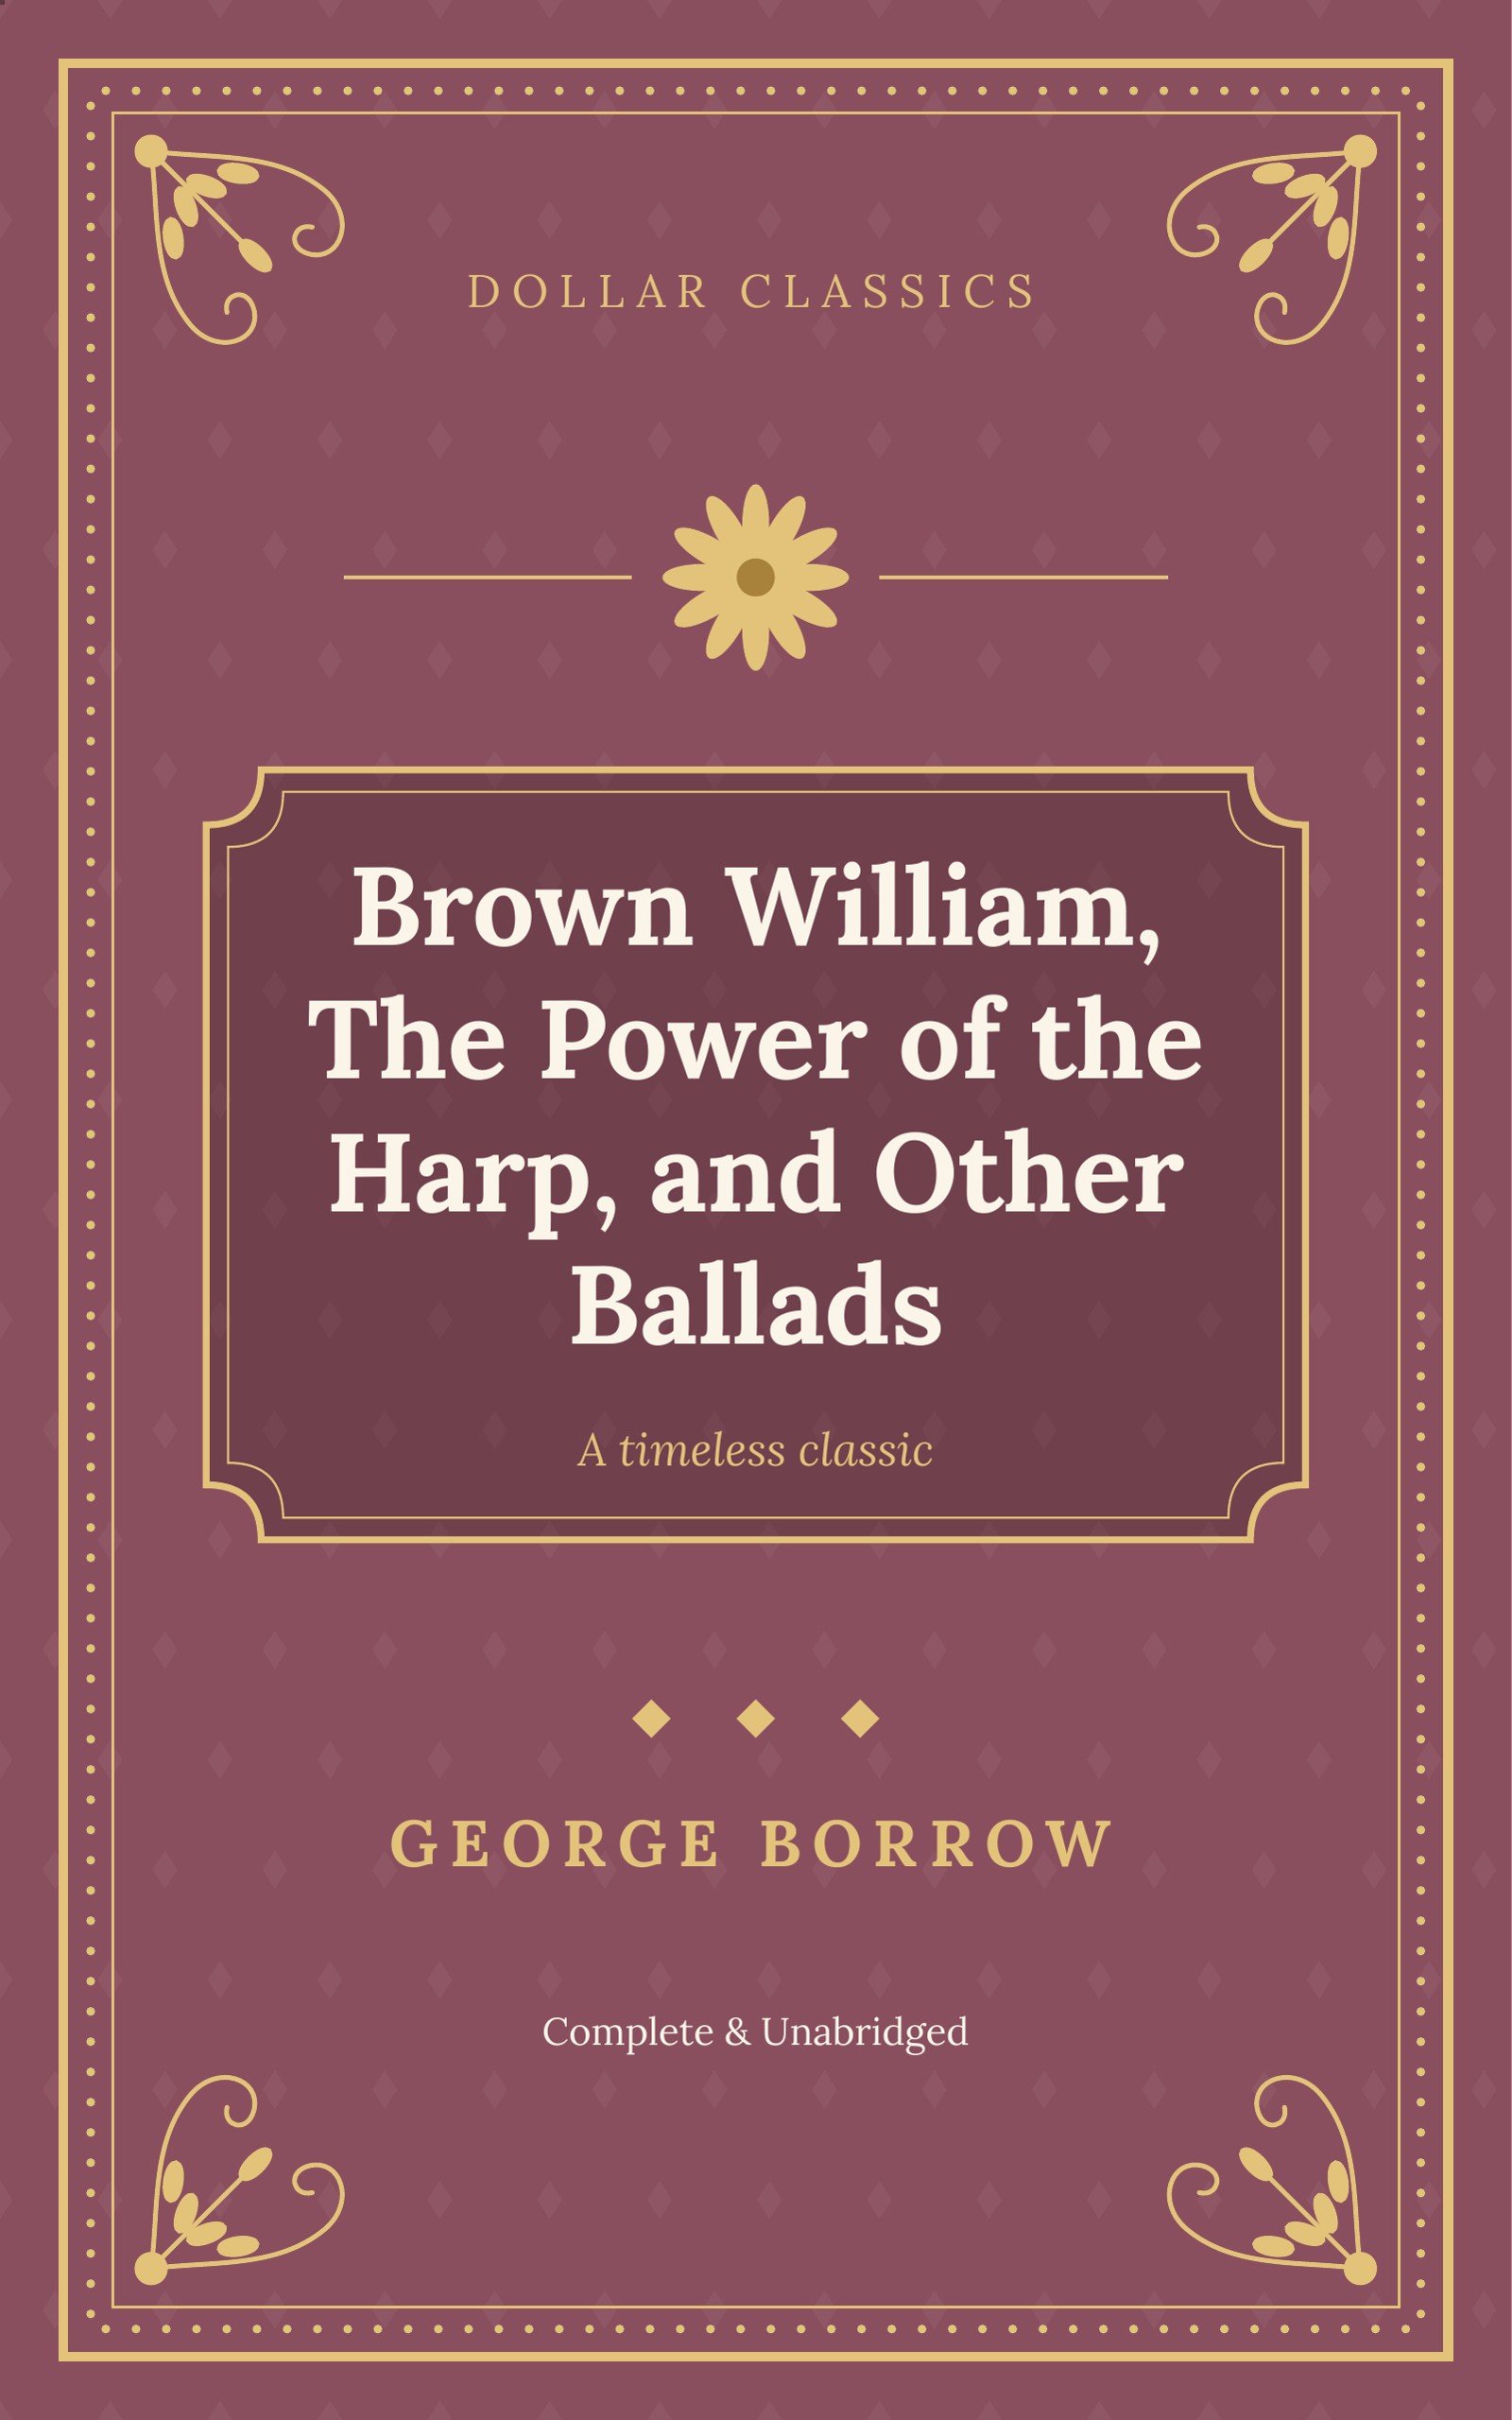 DOLLAR CLASSICS
Brown William,
The Power of the
Harp, and Other
Ballads
A timeless classic
GEORGE BORROW
Complete & Unabridged